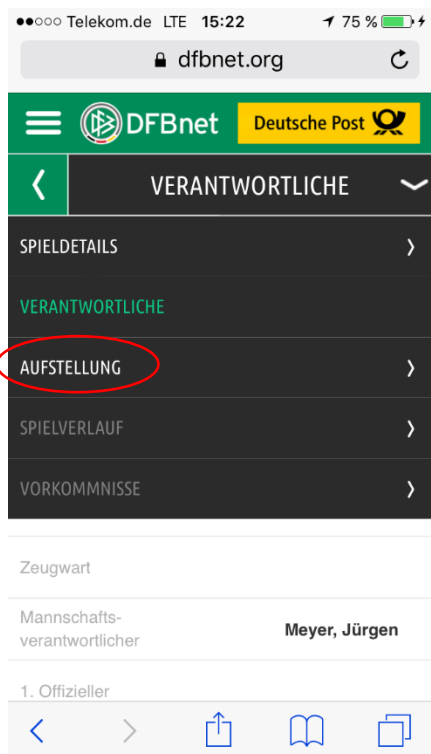 Telekom.de LTE 15:22 75 %
dfbnet.org
DFBnet Deutsche Post
VERANTWORTLICHE
SPIELDETAILS
VERANTWORTLICHE
AUFSTELLUNG
SPIELVERLAUF
VORKOMMNISSE
Zeugwart
Mannschafts-
verantwortlicher Meyer, Jürgen
1. Offizieller